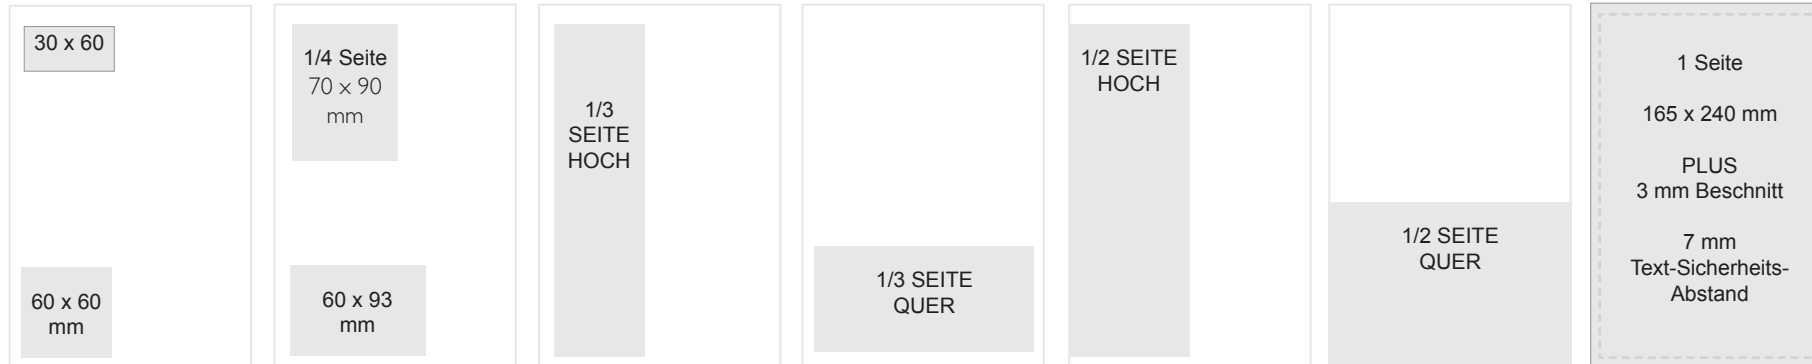 30 x 60
60 x 60
mm
1/4 Seite
70 x 90
mm
60 x 93
mm
1/3
SEITE
HOCH
1/3 SEITE
QUER
1/2 SEITE
HOCH
1/2 SEITE
QUER
1 Seite
165 x 240 mm
PLUS
3 mm Beschnitt
7 mm
Text-Sicherheits-
Abstand